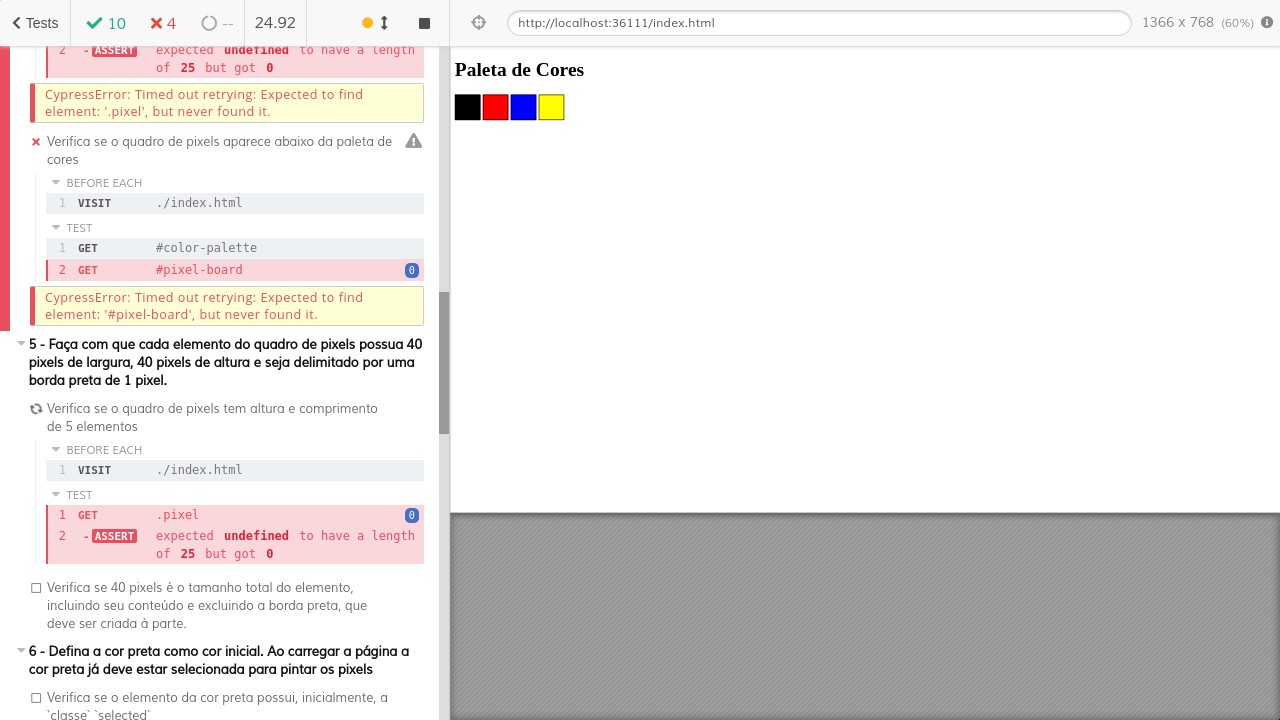 Tests
10
4
--
24.92
http://localhost:36111/index.html
1366 x 768 (60%)
2 - ASSERT expected undefined to have a length
of 25 but got 0
CypressError: Timed out retrying: Expected to find
element: '.pixel', but never found it.
Verifica se o quadro de pixels aparece abaixo da paleta de
cores
BEFORE EACH
1 VISIT ./index.html
TEST
1 GET #color-palette
2 GET #pixel-board 0
CypressError: Timed out retrying: Expected to find
element: '#pixel-board', but never found it.
5 - Faça com que cada elemento do quadro de pixels possua 40
pixels de largura, 40 pixels de altura e seja delimitado por uma
borda preta de 1 pixel.
Verifica se o quadro de pixels tem altura e comprimento
de 5 elementos
BEFORE EACH
1 VISIT ./index.html
TEST
1 GET .pixel 0
2 - ASSERT expected undefined to have a length
of 25 but got 0
Verifica se 40 pixels é o tamanho total do elemento,
incluindo seu conteúdo e excluindo a borda preta, que
deve ser criada à parte.
6 - Defina a cor preta como cor inicial. Ao carregar a página a
cor preta já deve estar selecionada para pintar os pixels
Verifica se o elemento da cor preta possui, inicialmente, a
`classe` `selected`
Paleta de Cores